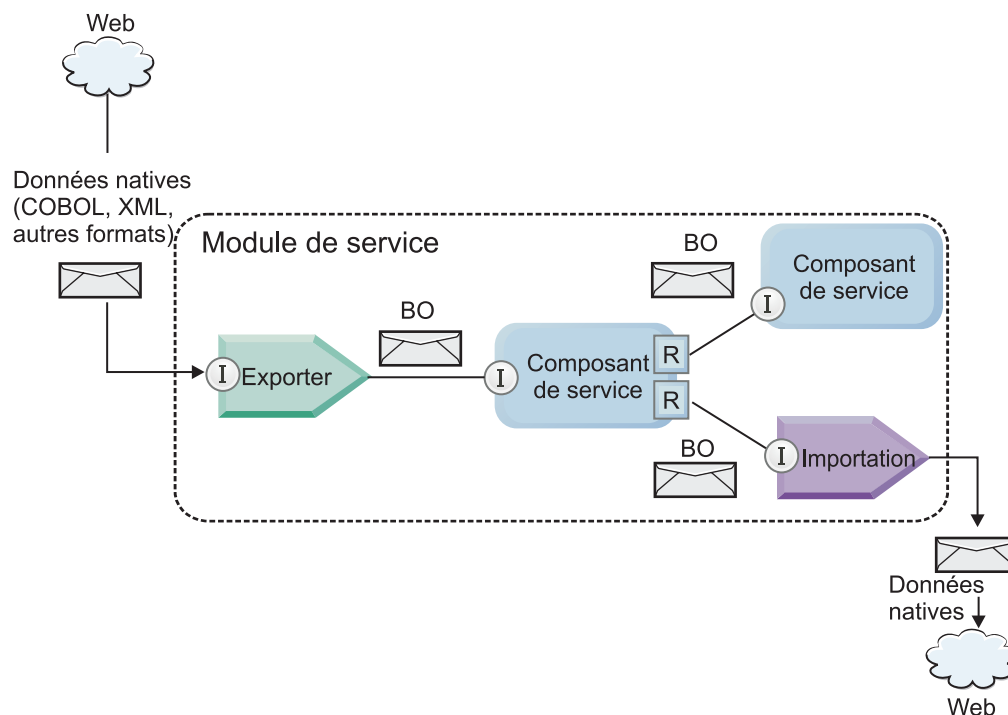 Web
Données natives
(COBOL, XML,
autres formats)
Module de service
BO
Composant
de service
I
BO
I
Exporter
I
Composant
de service
R
R
BO
I
Importation
Données
natives
Web